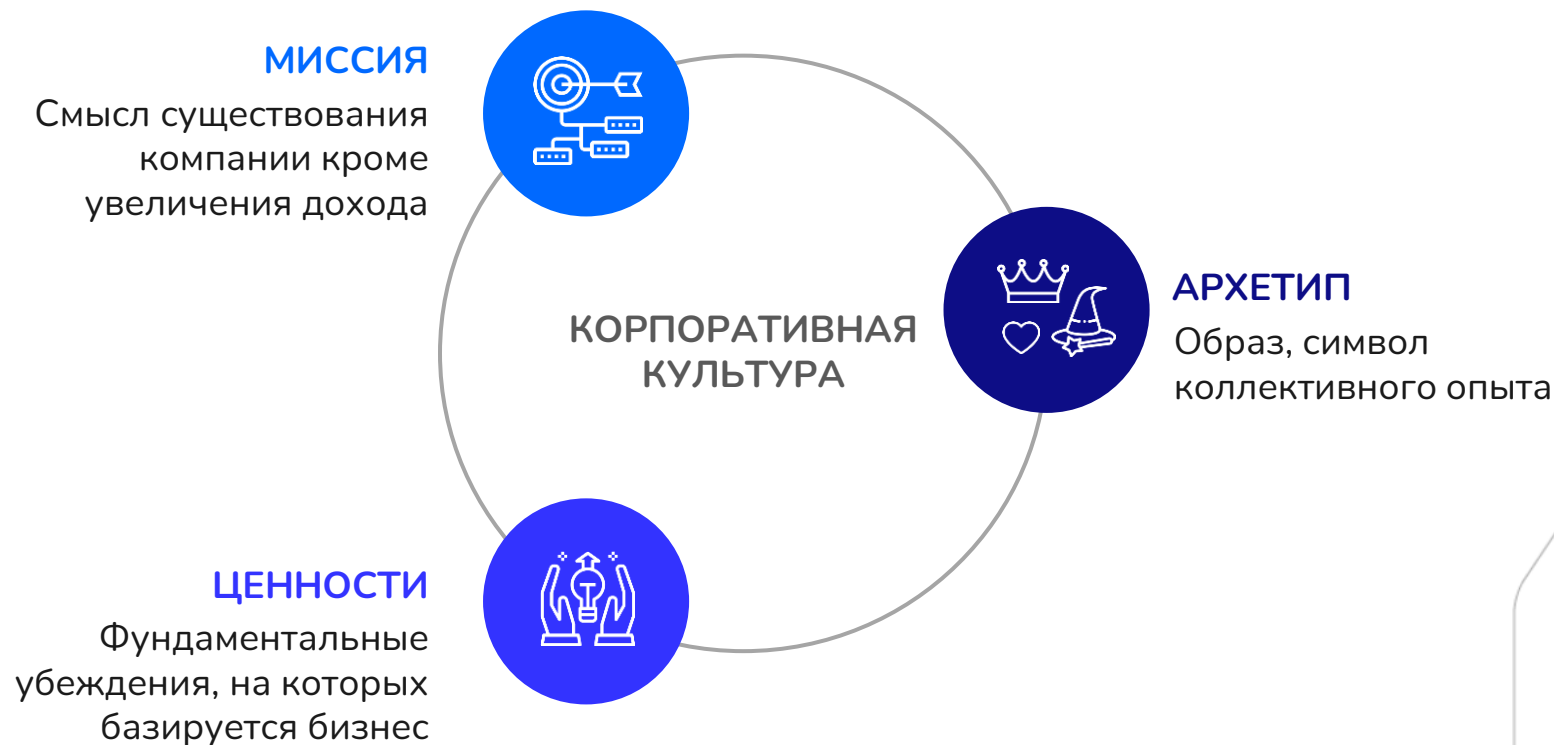 МИССИЯ
Смысл существования
компании кроме
увеличения дохода
КОРПОРАТИВНАЯ
КУЛЬТУРА
АРХЕТИП
Образ, символ
коллективного опыта
ЦЕННОСТИ
Фундаментальные
убеждения, на которых
базируется бизнес